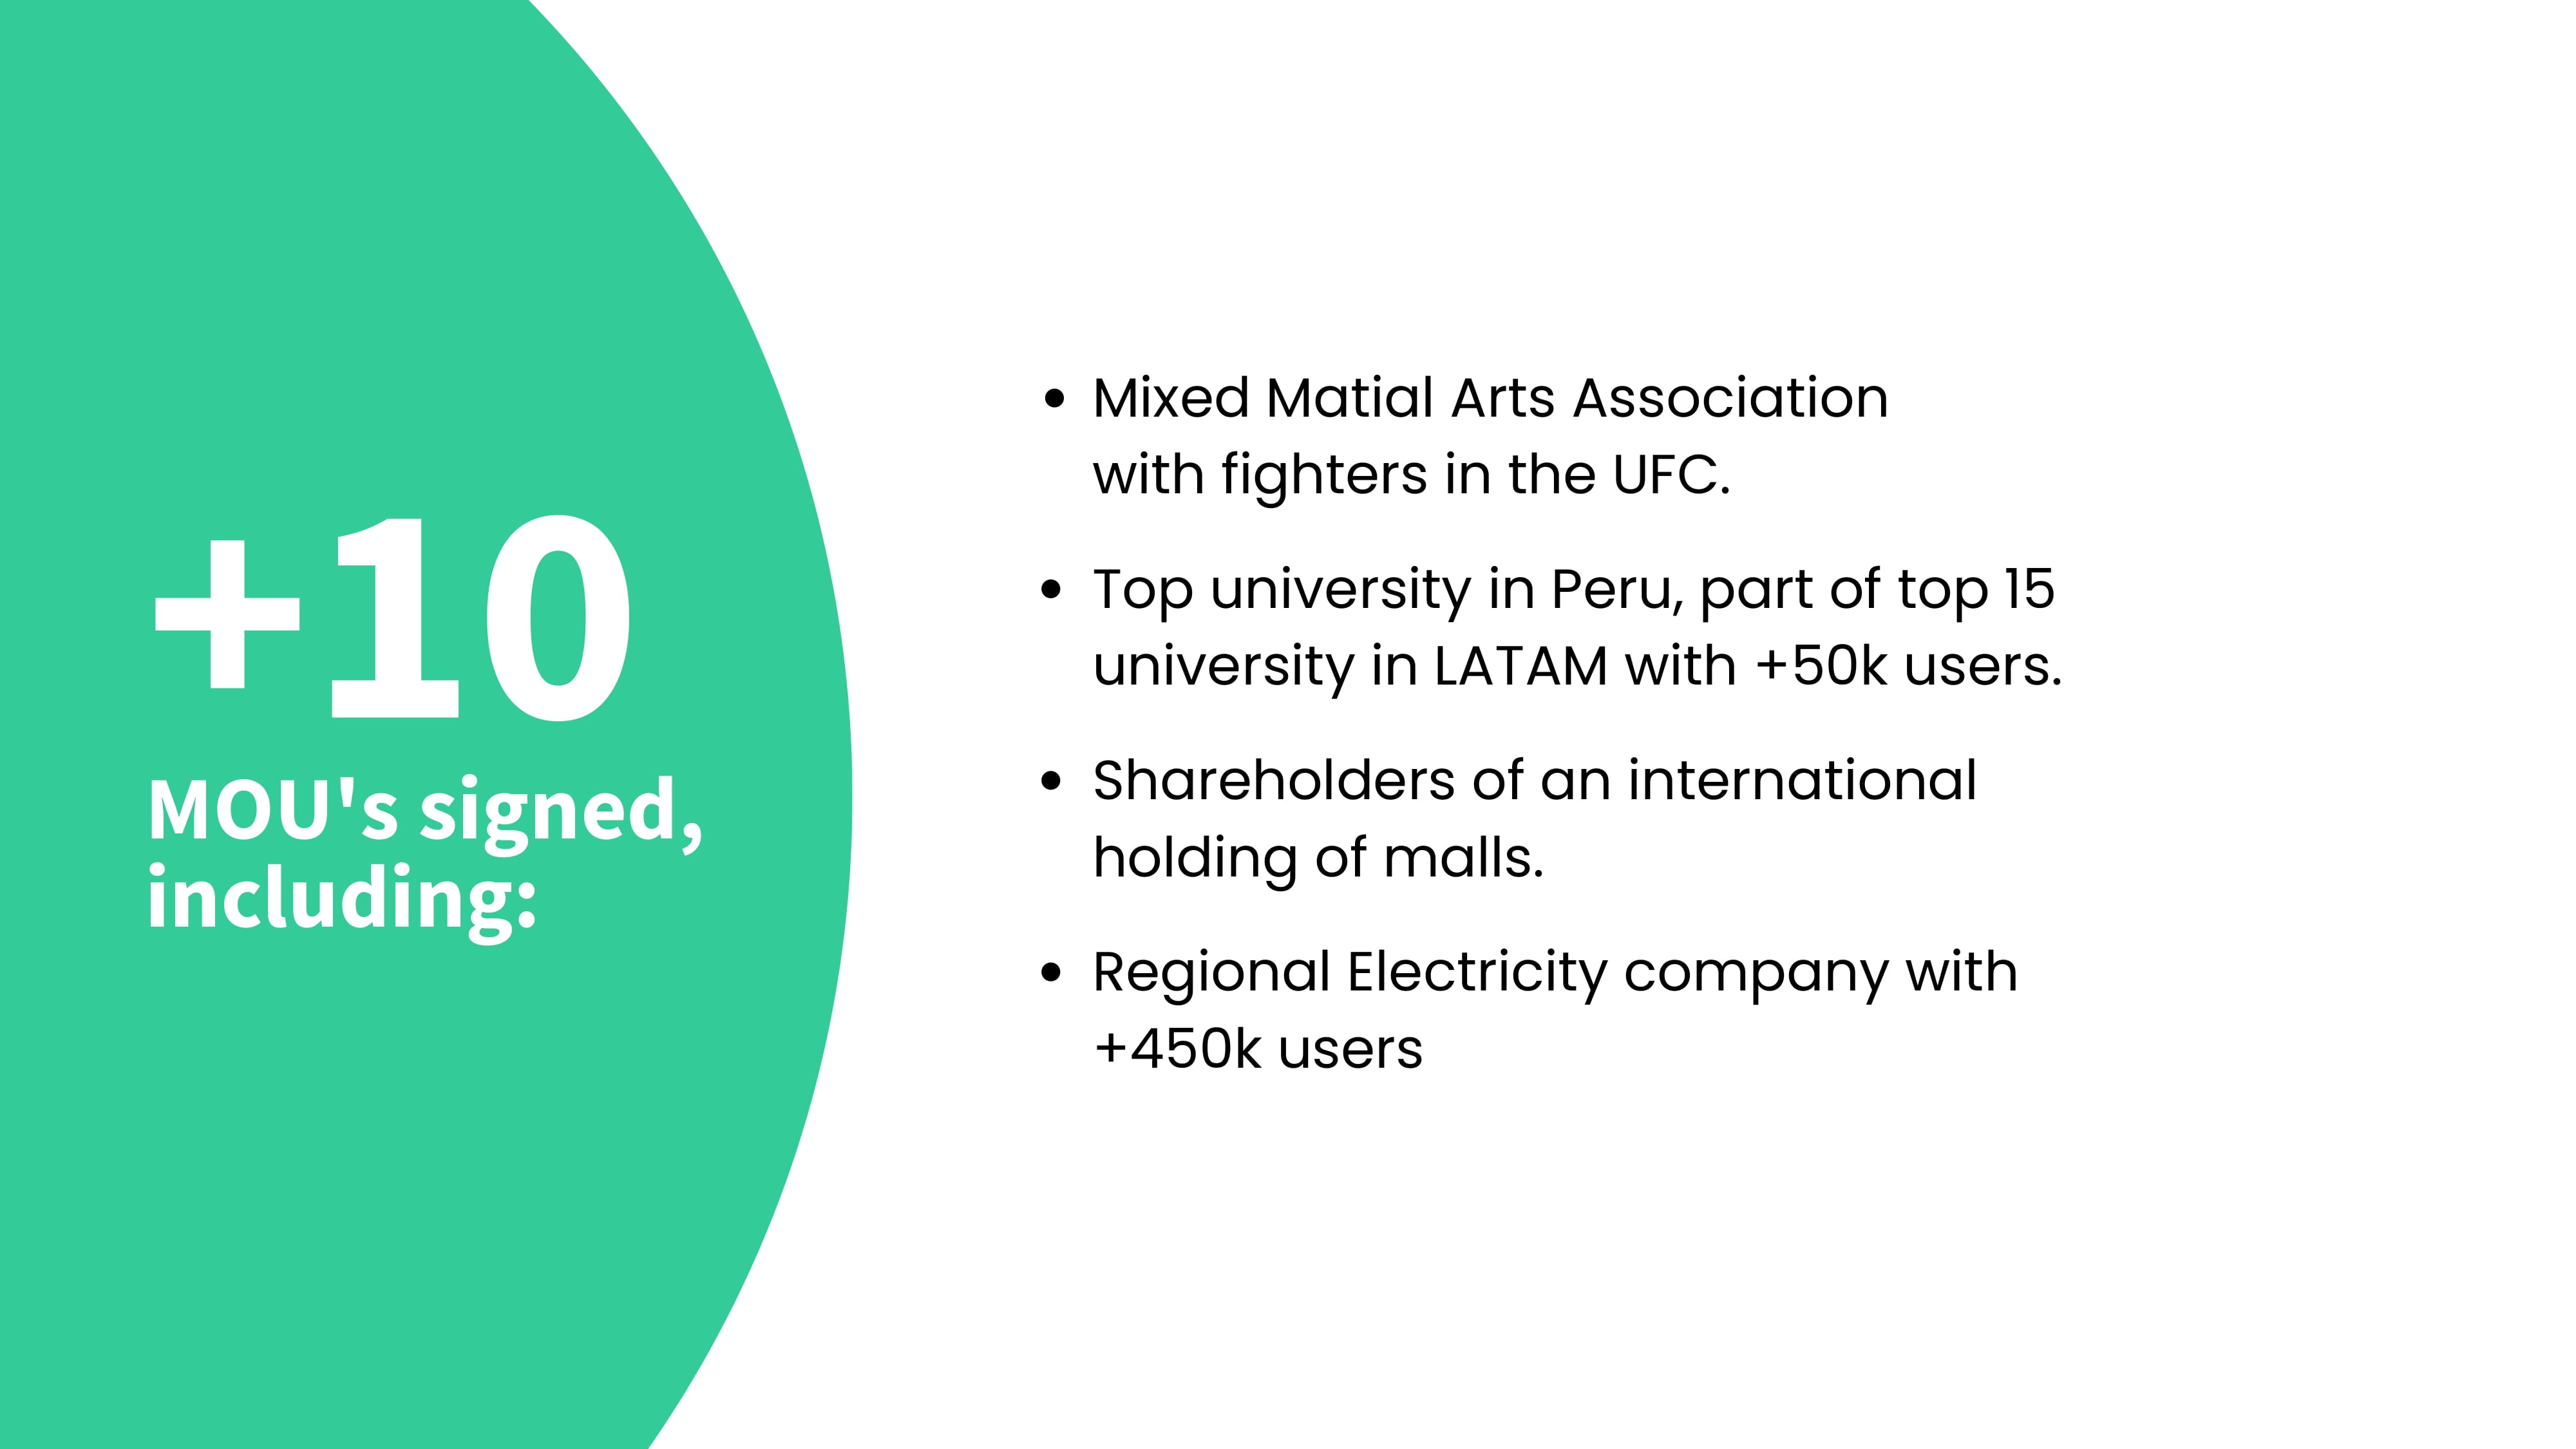 +10
MOU's signed,
including:
• Mixed Matial Arts Association
with fighters in the UFC.
• Top university in Peru, part of top 15
university in LATAM with +50k users.
• Shareholders of an international
holding of malls.
• Regional Electricity company with
+450k users